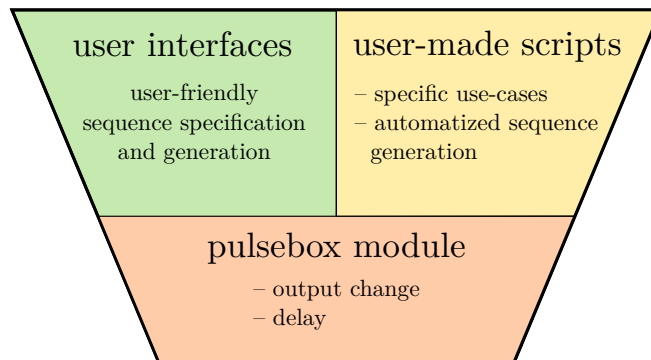 user interfaces
user-friendly
sequence specification
and generation
user-made scripts
– specific use-cases
– automatized sequence
generation
pulsebox module
– output change
– delay